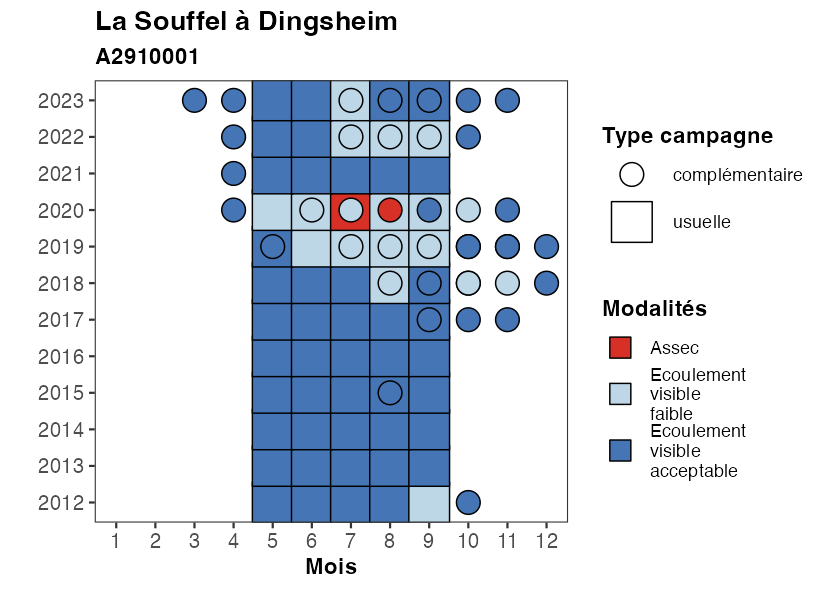 La Souffel à Dingsheim
A2910001
2023
2022
2021
2020
2019
2018
2017
2016
2015
2014
2013
2012
1 2 3 4 5 6 7 8 9 10 11 12
Mois
Type campagne
complémentaire
usuelle
Modalités
Assec
Ecoulement
visible
faible
Ecoulement
visible
acceptable